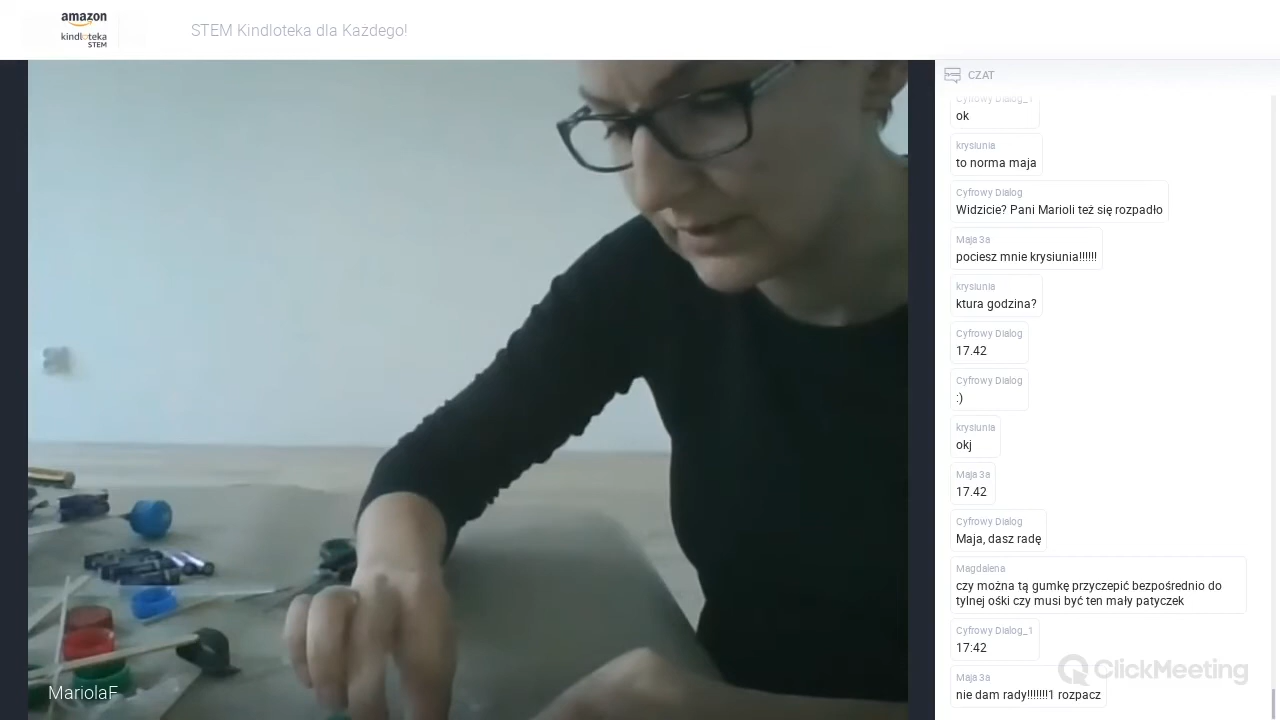 amazon
kindloteka
STEM
STEM Kindloteka dla Każdego!
CZAT
Cyfrowy Dialog_1
ok
krysiunia
to norma maja
Cyfrowy Dialog
Widzicie? Pani Marioli też się rozpadło
Maja 3a
pociesz mnie krysiunia!!!!!!
krysiunia
ktura godzina?
Cyfrowy Dialog
17.42
Cyfrowy Dialog
:)
krysiunia
okj
Maja 3a
17.42
Cyfrowy Dialog
Maja, dasz radę
Magdalena
czy można tą gumkę przyczepić bezpośrednio do
tylnej ośki czy musi być ten mały patyczek
Cyfrowy Dialog_1
17:42
Maja 3a
nie dam rady!!!!!!!1 rozpacz
ClickMeeting
MariolaF